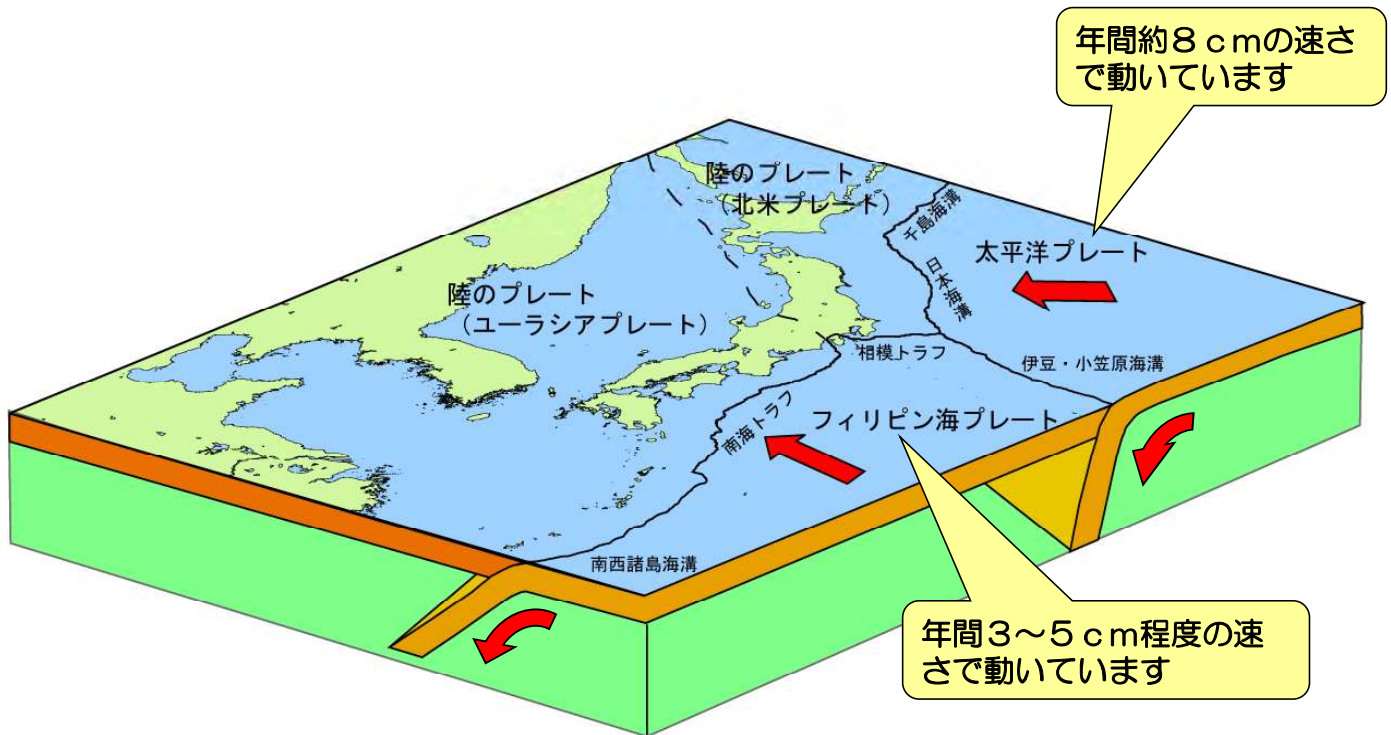 年間約８ｃｍの速さ
で動いています
陸のプレート
（北米プレート）
千島海溝
太平洋プレート
日本海溝
陸のプレート
（ユーラシアプレート）
相模トラフ
伊豆・小笠原海溝
南海トラフ
フィリピン海プレート
南西諸島海溝
年間３～５ｃｍ程度の速
さで動いています